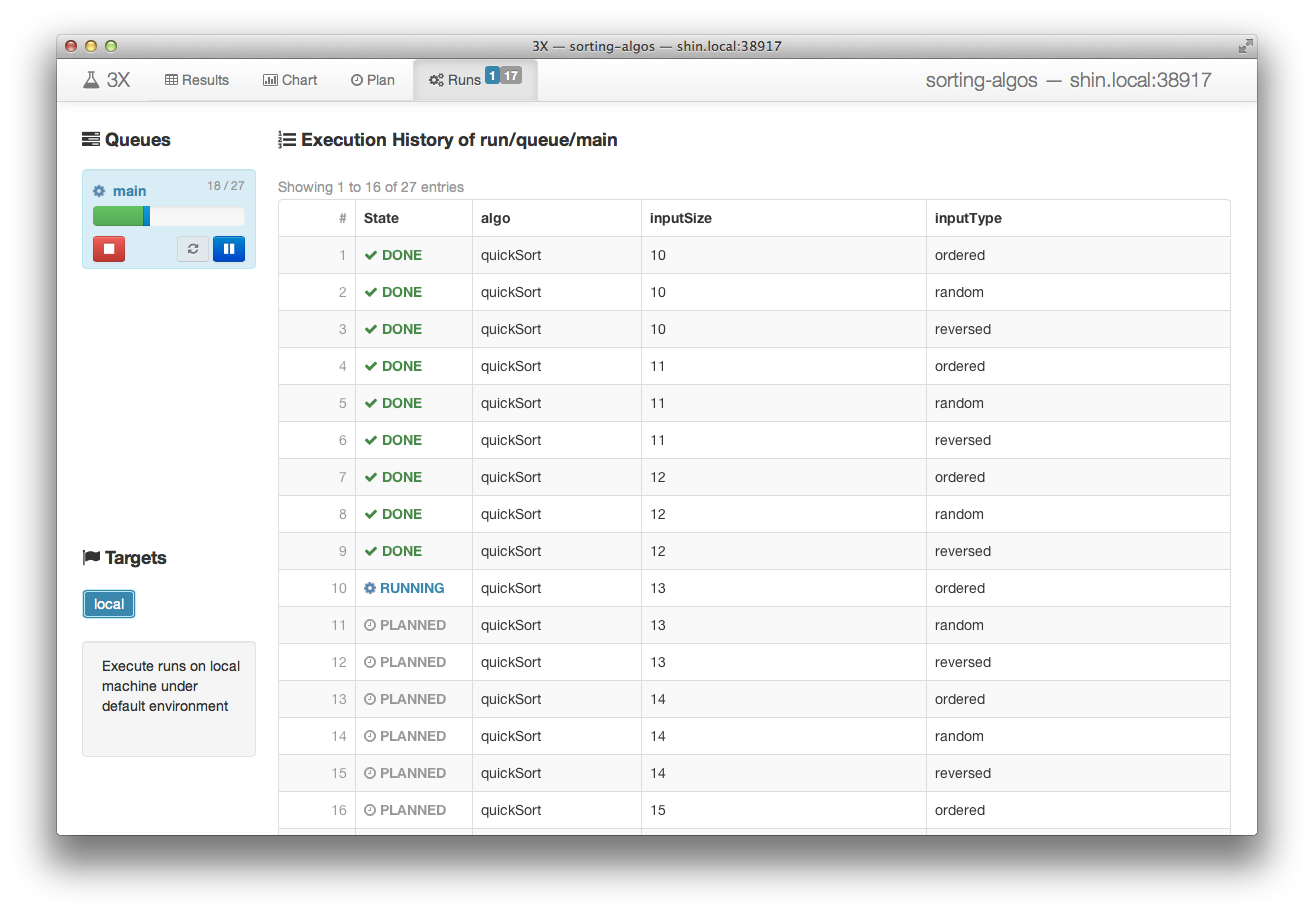 3X — sorting-algos — shin.local:38917
3X Results Chart Plan Runs 1 17 sorting-algos — shin.local:38917
Queues
main 18 / 27
Targets
local
Execute runs on local
machine under
default environment
Execution History of run/queue/main
Showing 1 to 16 of 27 entries
# State algo inputSize inputType
1 DONE quickSort 10 ordered
2 DONE quickSort 10 random
3 DONE quickSort 10 reversed
4 DONE quickSort 11 ordered
5 DONE quickSort 11 random
6 DONE quickSort 11 reversed
7 DONE quickSort 12 ordered
8 DONE quickSort 12 random
9 DONE quickSort 12 reversed
10 RUNNING quickSort 13 ordered
11 PLANNED quickSort 13 random
12 PLANNED quickSort 13 reversed
13 PLANNED quickSort 14 ordered
14 PLANNED quickSort 14 random
15 PLANNED quickSort 14 reversed
16 PLANNED quickSort 15 ordered